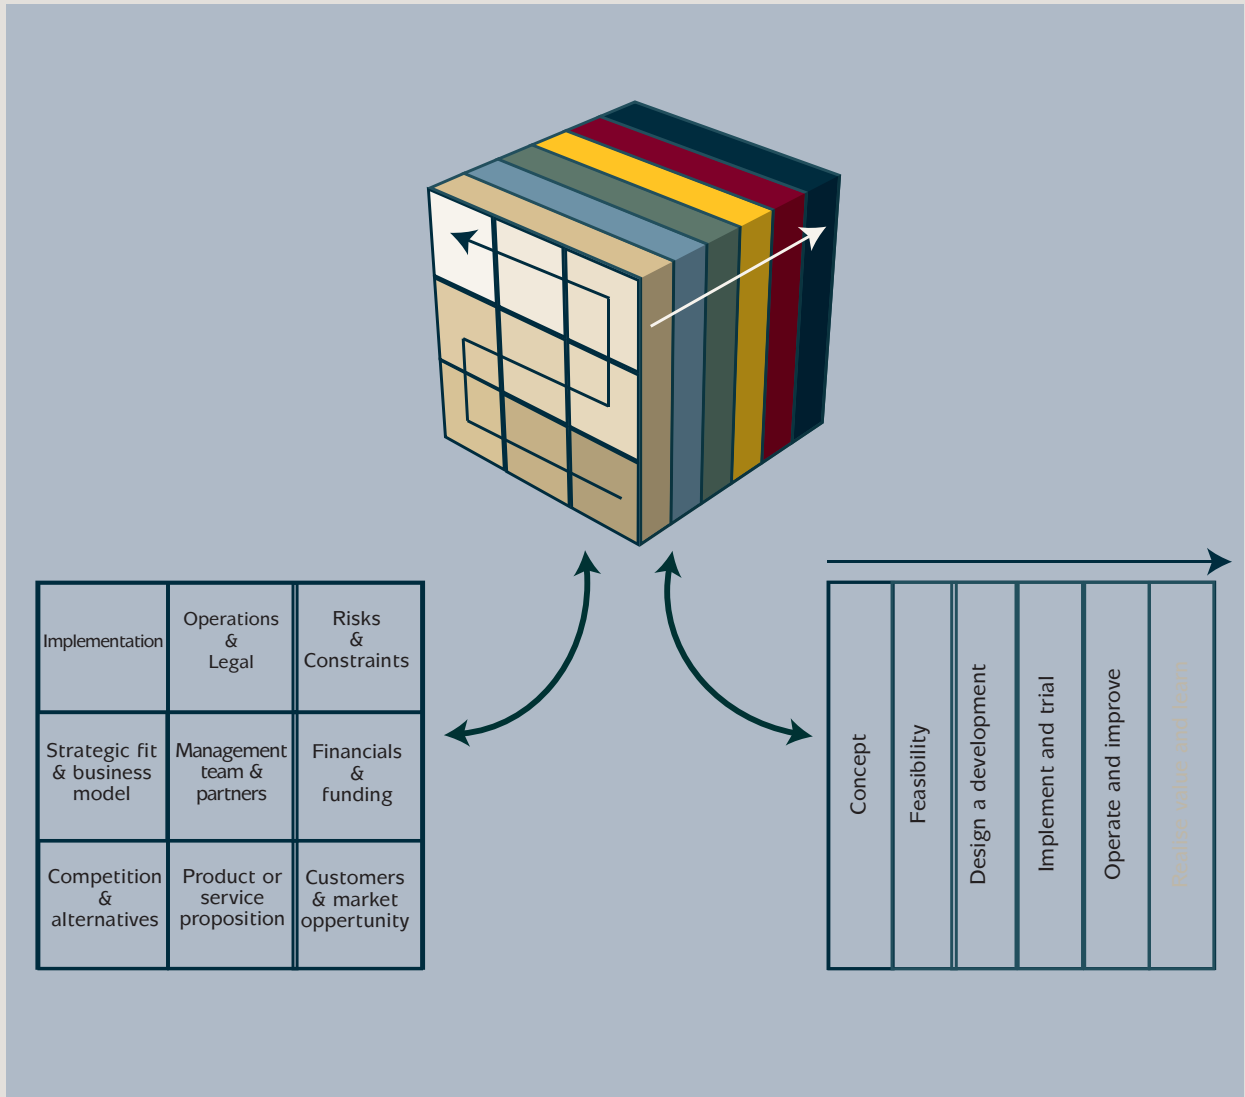 Implementation
Operations
&
Legal
Risks
&
Constraints
Strategic fit
& business
model
Management
team &
partners
Financials
&
funding
Competition
&
alternatives
Product or
service
proposition
Customers
& market
oppertunity
Concept
Feasibility
Design a development
Implement and trial
Operate and improve